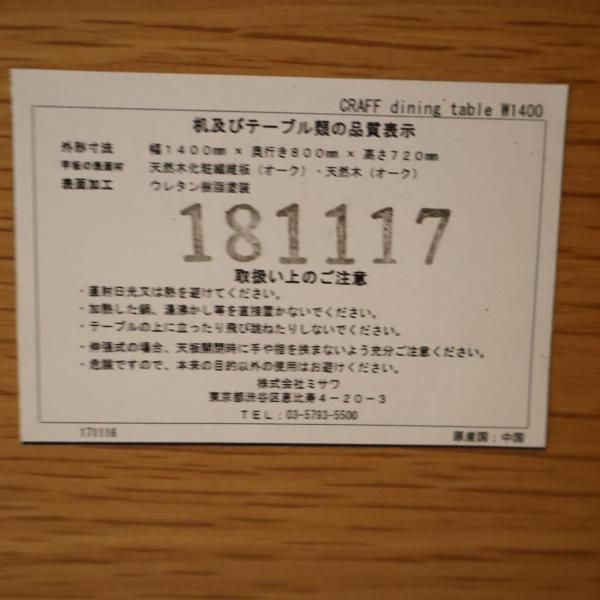 CRAFF dining table W1400
机及びテーブル類の品質表示
外形寸法 幅1400mm × 奥行き800mm × 高さ720mm
甲板の表面材 天然木化粧繊維板（オーク）・天然木（オーク）
表面加工 ウレタン樹脂塗装
181117
取扱い上のご注意
・直射日光又は熱を避けてください。
・加熱した鍋、湯沸かし等を直接置かないでください。
・テーブルの上に立ったり飛び跳ねたりしないでください。
・伸張式の場合、天板開閉時に手や指を挟まないよう充分ご注意ください。
・危険ですので、本来の目的以外の使用はお避けください。
株式会社ミサワ
東京都渋谷区恵比寿4－20－3
TEL：03-5793-5500
171116 原産国：中国